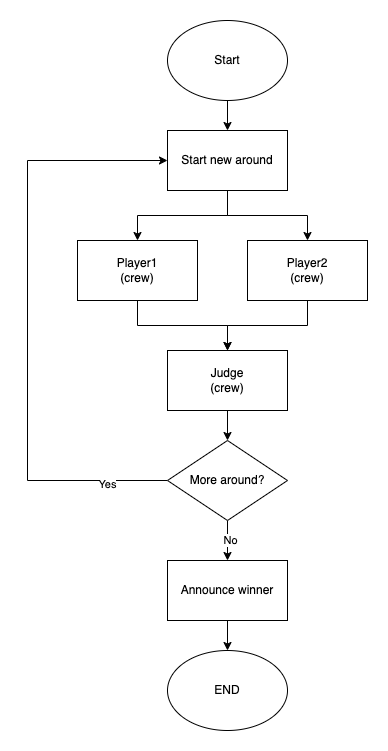 Start
Start new around
Player1
(crew)
Player2
(crew)
Judge
(crew)
More around?
Yes
No
Announce winner
END